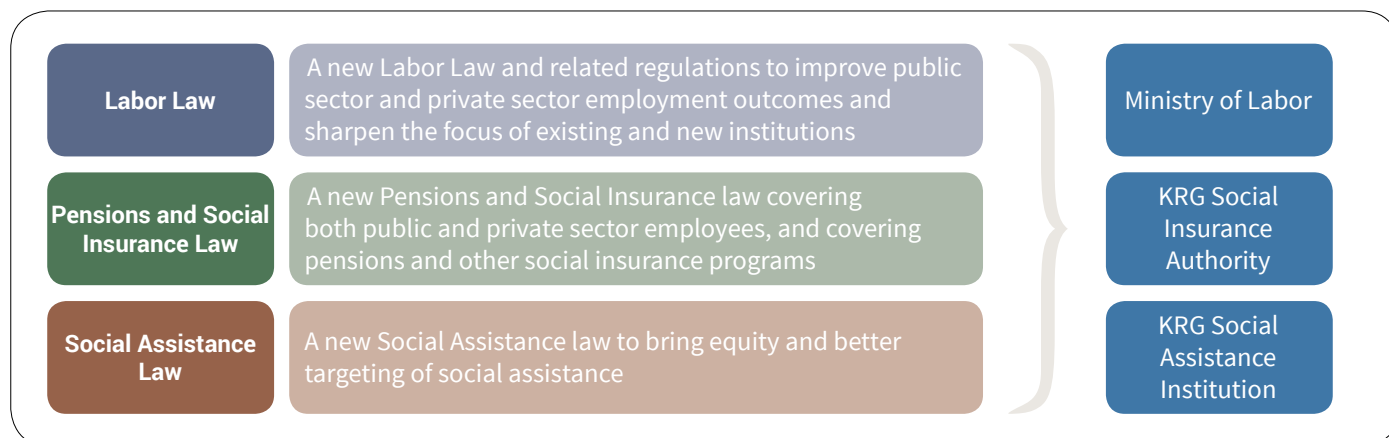 Labor Law
A new Labor Law and related regulations to improve public
sector and private sector employment outcomes and
sharpen the focus of existing and new institutions
Ministry of Labor
Pensions and Social
Insurance Law
A new Pensions and Social Insurance law covering
both public and private sector employees, and covering
pensions and other social insurance programs
KRG Social
Insurance
Authority
Social Assistance
Law
A new Social Assistance law to bring equity and better
targeting of social assistance
KRG Social
Assistance
Institution